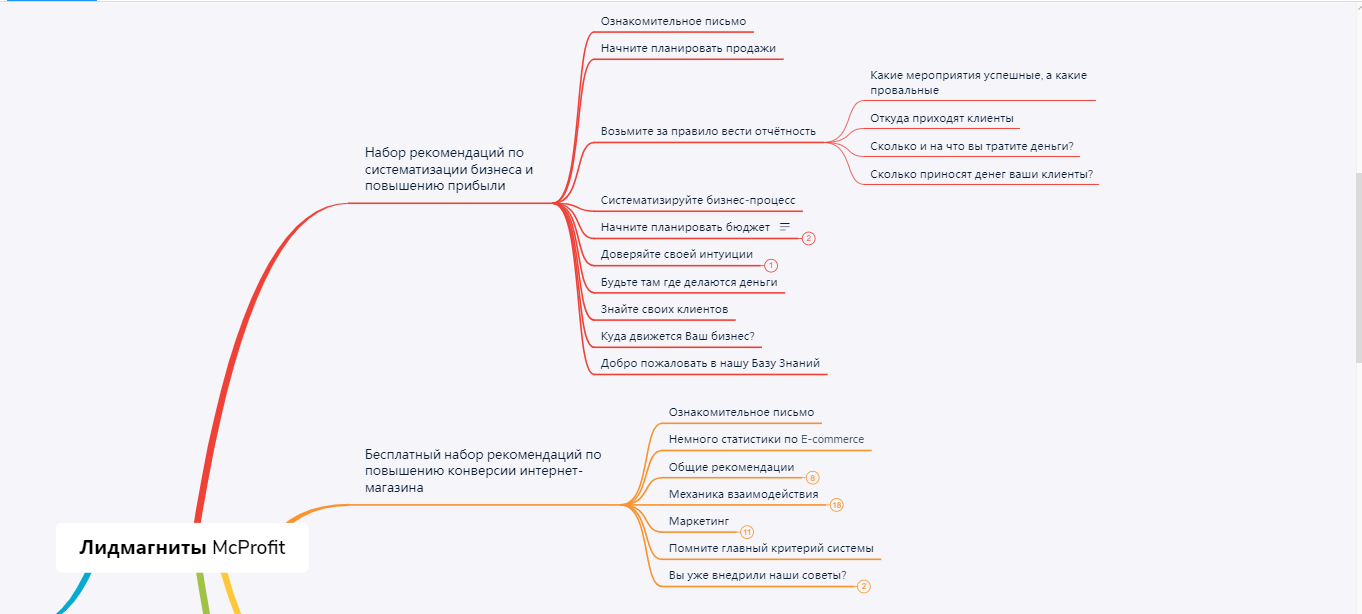 Ознакомительное письмо
Начните планировать продажи
Какие мероприятия успешные, а какие
провальные
Откуда приходят клиенты
Возьмите за правило вести отчётность
Сколько и на что вы тратите деньги?
Сколько приносят денег ваши клиенты?
Набор рекомендаций по
систематизации бизнеса и
повышению прибыли
Систематизируйте бизнес-процесс
Начните планировать бюджет
2
Доверяйте своей интуиции
1
Будьте там где делаются деньги
Знайте своих клиентов
Куда движется Ваш бизнес?
Добро пожаловать в нашу Базу Знаний
Ознакомительное письмо
Немного статистики по E-commerce
Бесплатный набор рекомендаций по
повышению конверсии интернет-
магазина
Общие рекомендации
8
Механика взаимодействия
18
Маркетинг
11
Помните главный критерий системы
Вы уже внедрили наши советы?
2
Лидмагниты McProfit